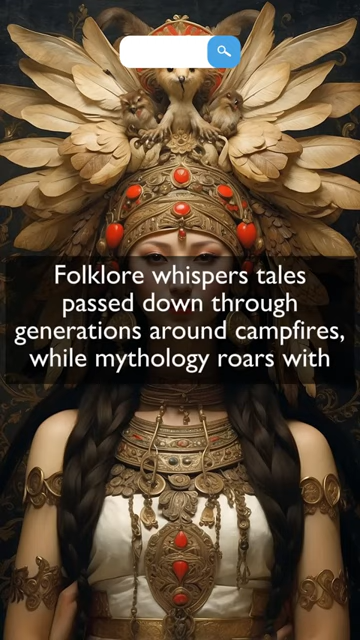 Folklore whispers tales
passed down through
generations around campfires,
while mythology roars with